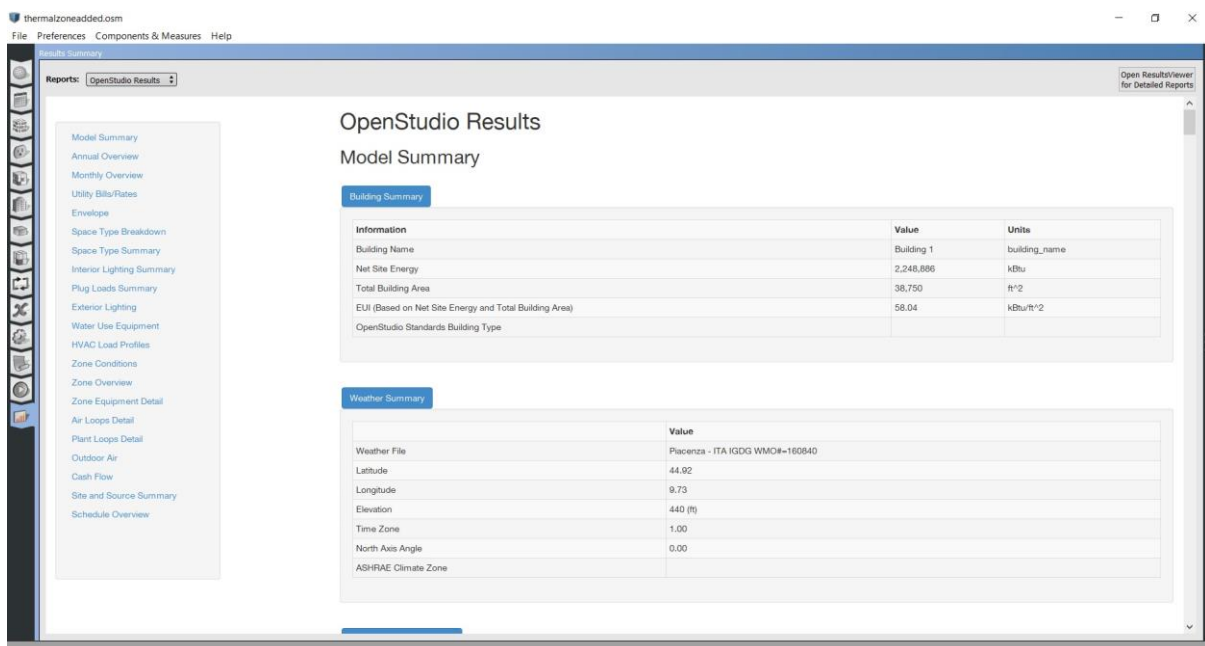 thermalzoneadded.osm
File Preferences Components & Measures Help
Results Summary
Reports: OpenStudio Results
Open ResultsViewer
for Detailed Reports
Model Summary
Annual Overview
Monthly Overview
Utility Bills/Rates
Envelope
Space Type Breakdown
Space Type Summary
Interior Lighting Summary
Plug Loads Summary
Exterior Lighting
Water Use Equipment
HVAC Load Profiles
Zone Conditions
Zone Overview
Zone Equipment Detail
Air Loops Detail
Plant Loops Detail
Outdoor Air
Cash Flow
Site and Source Summary
Schedule Overview
OpenStudio Results
Model Summary
Building Summary
Information Value Units
Building Name Building 1 building_name
Net Site Energy 2,248,886 kBtu
Total Building Area 38,750 ft^2
EUI (Based on Net Site Energy and Total Building Area) 58.04 kBtu/ft^2
OpenStudio Standards Building Type
Weather Summary
Value
Weather File Piacenza - ITA IGDG WMO#=160840
Latitude 44.92
Longitude 9.73
Elevation 440 (ft)
Time Zone 1.00
North Axis Angle 0.00
ASHRAE Climate Zone